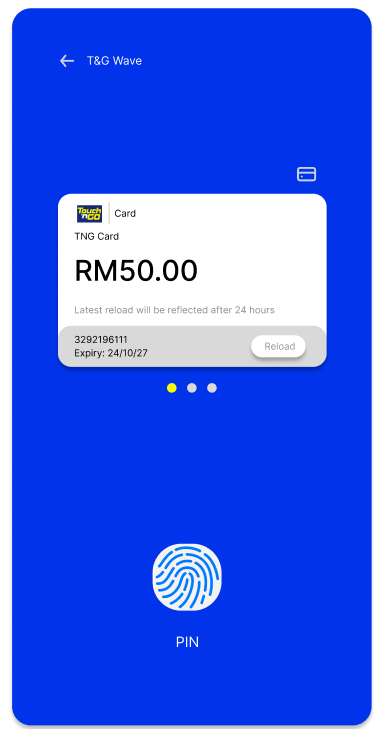 T&G Wave
Touch
'nGO
Card
TNG Card
RM50.00
Latest reload will be reflected after 24 hours
3292196111
Expiry: 24/10/27
Reload
PIN